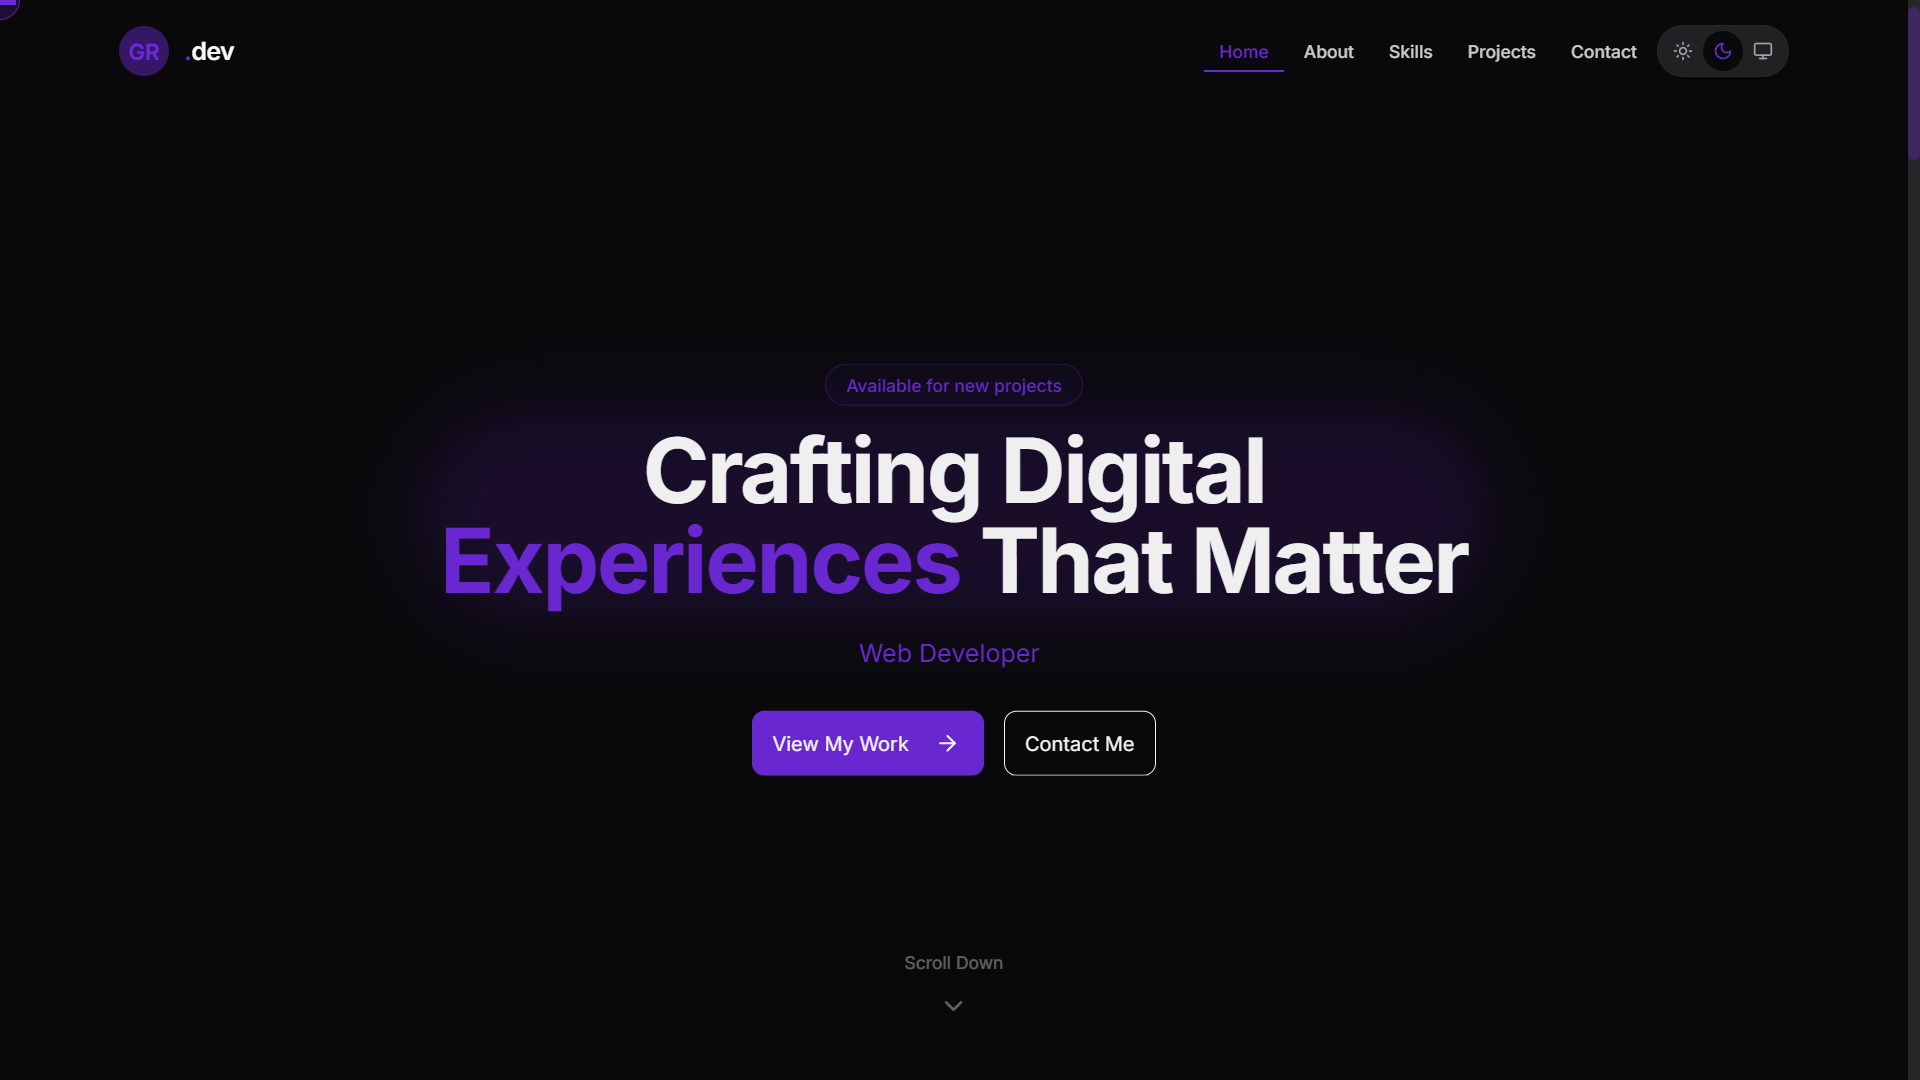 GR .dev
Home About Skills Projects Contact
Available for new projects
Crafting Digital
Experiences That Matter
Web Developer
View My Work
Contact Me
Scroll Down